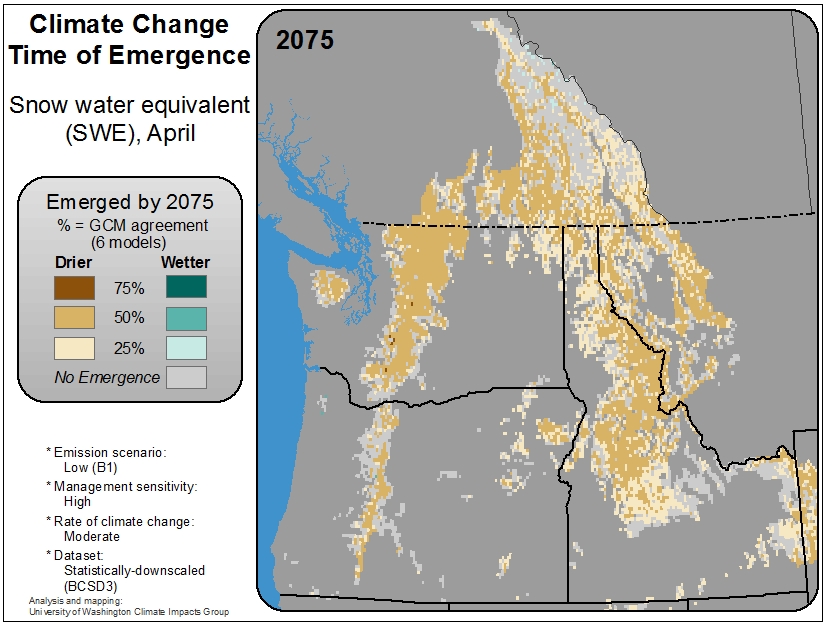 Climate Change
Time of Emergence
Snow water equivalent
(SWE), April
Emerged by 2075
% = GCM agreement
(6 models)
Drier Wetter
75%
50%
25%
No Emergence
* Emission scenario:
Low (B1)
* Management sensitivity:
High
* Rate of climate change:
Moderate
* Dataset:
Statistically-downscaled
(BCSD3)
Analysis and mapping:
University of Washington Climate Impacts Group
2075